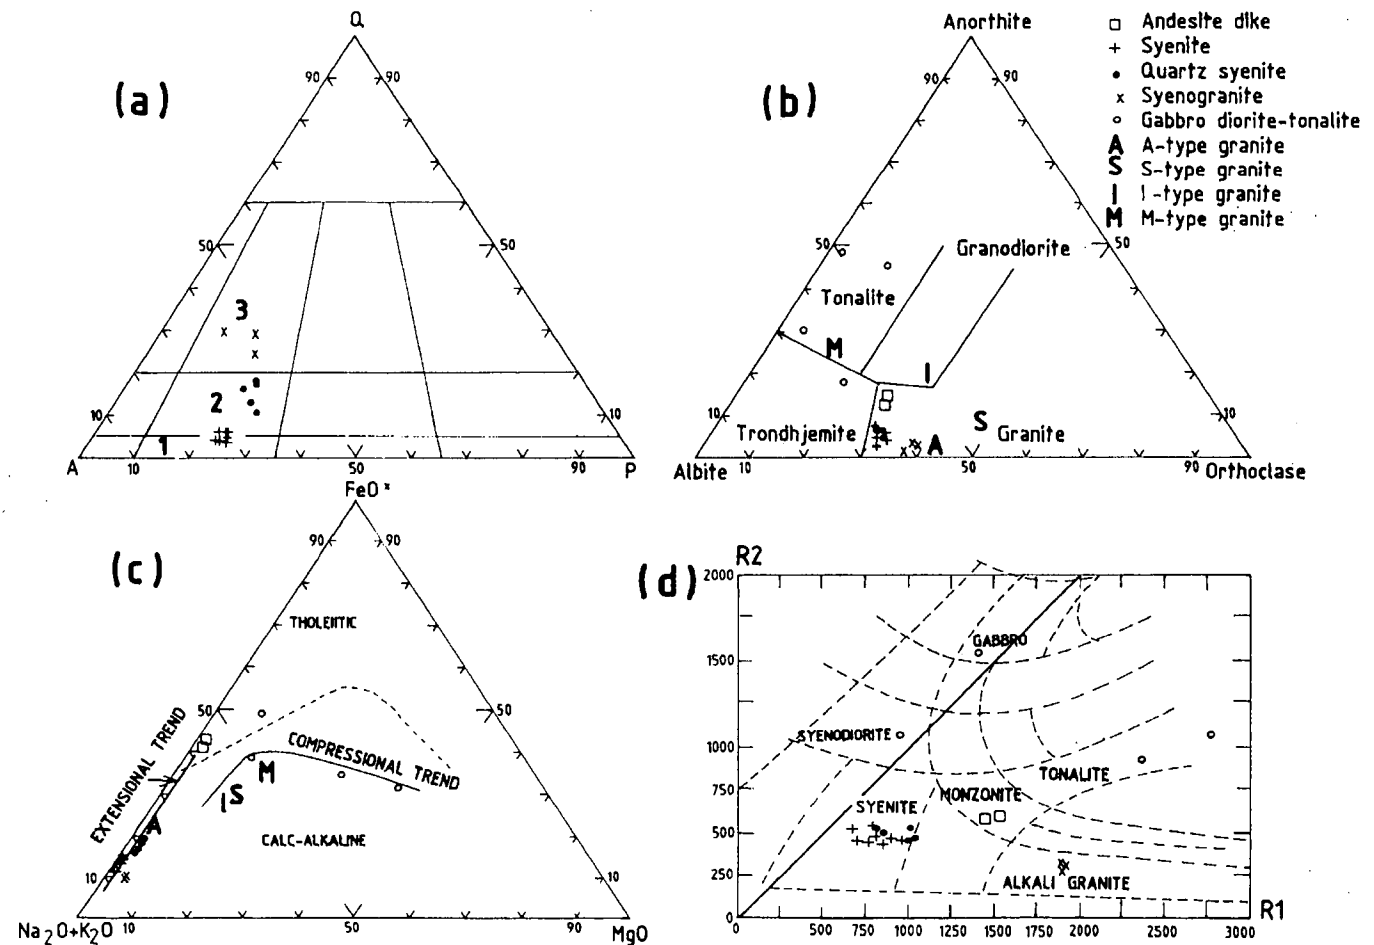 Q
(a)
90
90
50
50
3
2
10
10
1
A
10
50
90
P
Anorthite
(b)
90
90
50
50
Granodiorite
Tonalite
M
I
S
10
10
Trondhjemite
A
Granite
Albite
10
50
90
Orthoclase
Andesite dike
Syenite
Quartz syenite
Syenogranite
Gabbro diorite-tonalite
A A-type granite
S S-type granite
I I-type granite
M M-type granite
FeO*
(c)
90
90
THOLEIITIC
50
50
EXTENSIONAL TREND
COMPRESSIONAL TREND
M
I
S
A
CALC-ALKALINE
10
10
Na2O+K2O
10
50
90
MgO
(d)
R2
2000
1500
1000
750
500
250
0
GABBRO
SYENODIORITE
TONALITE
MONZONITE
SYENITE
ALKALI GRANITE
R1
0
250
500
750
1000
1250
1500
1750
2000
2250
2500
3000